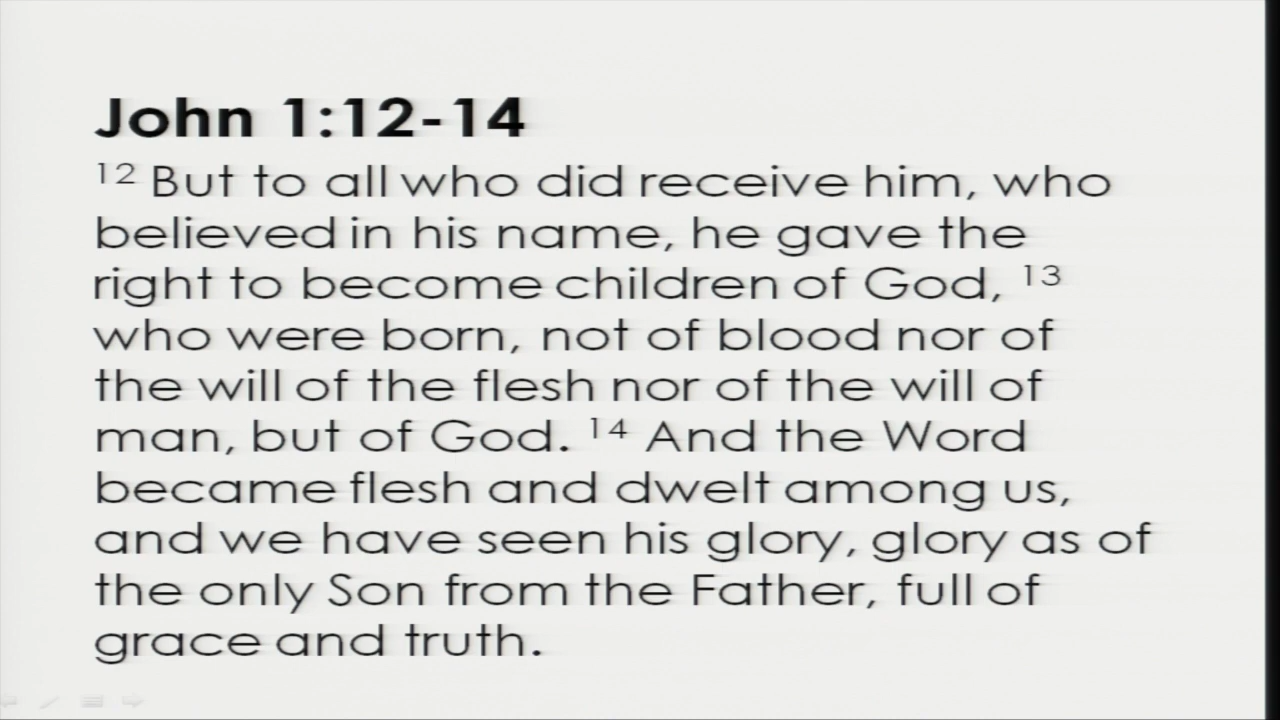 John 1:12-14
12 But to all who did receive him, who
believed in his name, he gave the
right to become children of God, 13
who were born, not of blood nor of
the will of the flesh nor of the will of
man, but of God. 14 And the Word
became flesh and dwelt among us,
and we have seen his glory, glory as of
the only Son from the Father, full of
grace and truth.